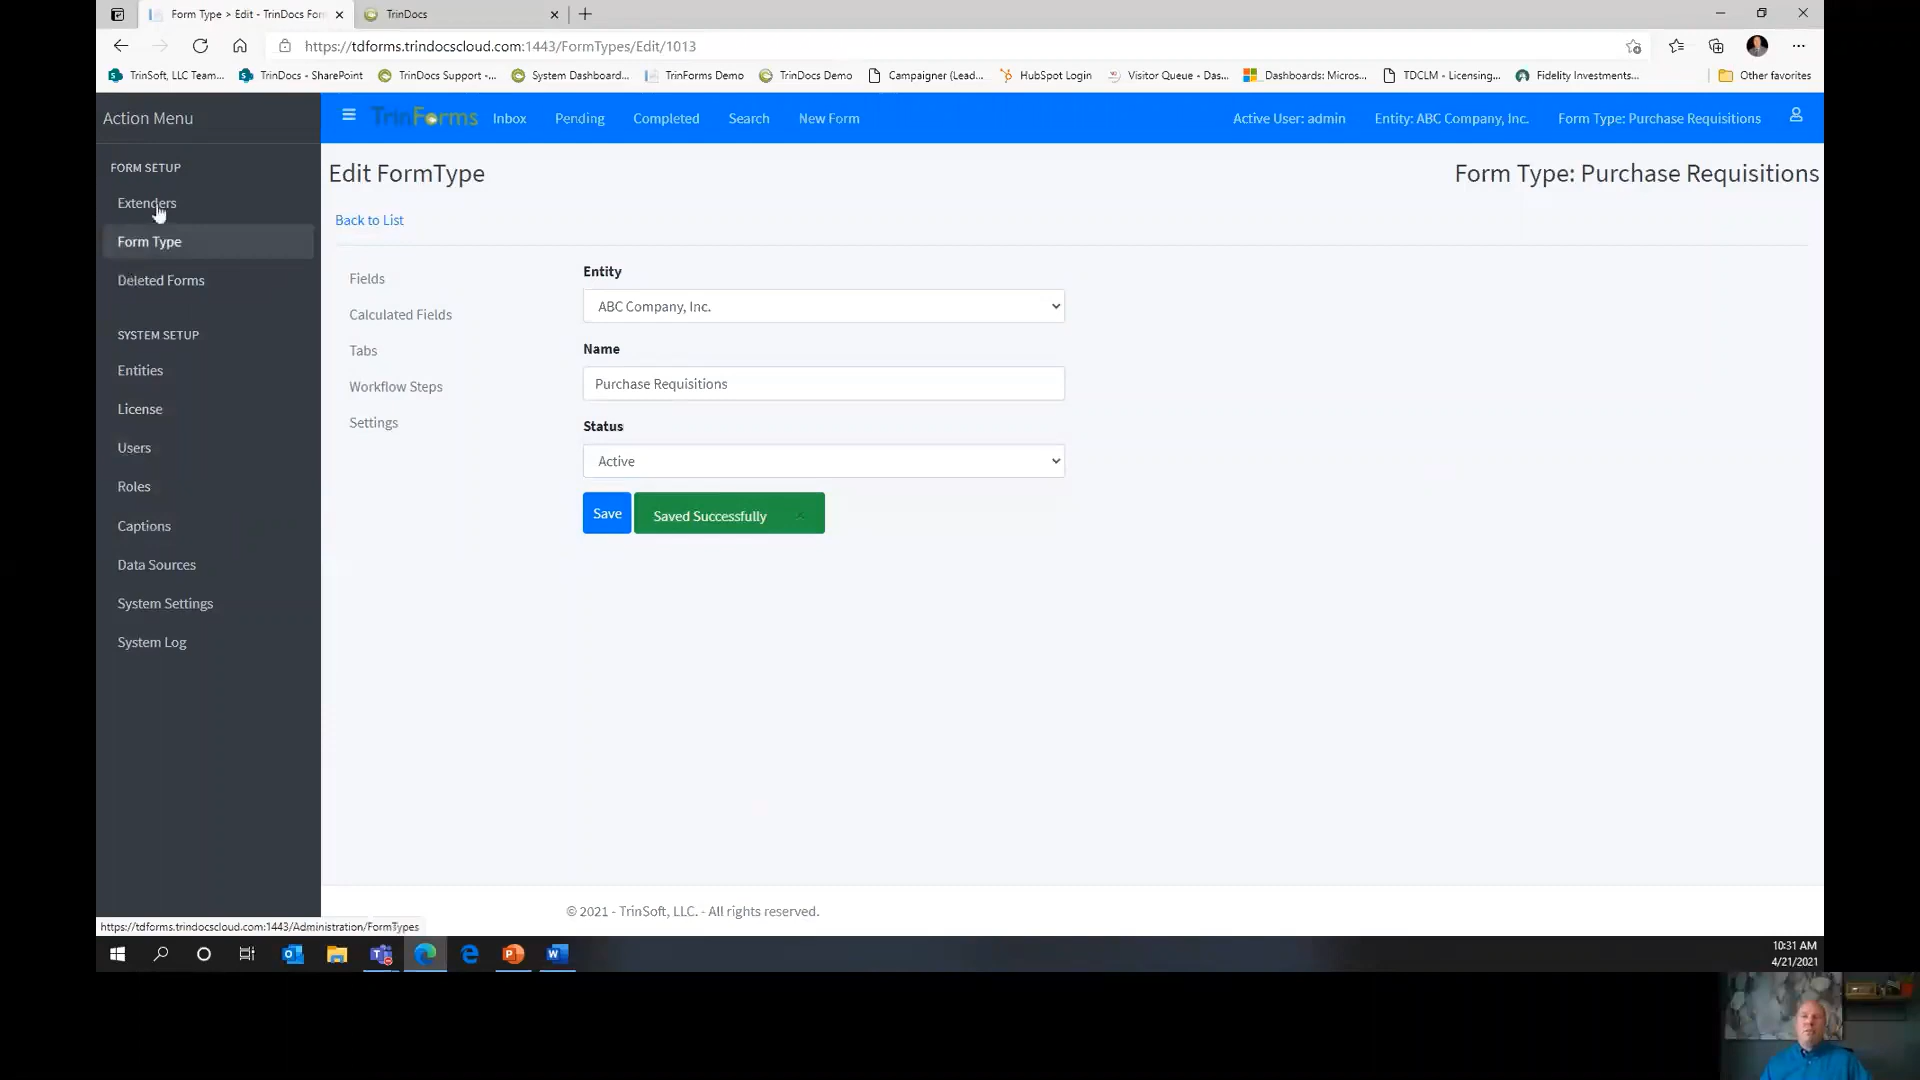 Form Type > Edit - TrinDocs For
TrinDocs
https://tdforms.trindocscloud.com:1443/FormTypes/Edit/1013
TrinSoft, LLC Team...
TrinDocs - SharePoint
TrinDocs Support -...
System Dashboard...
TrinForms Demo
TrinDocs Demo
Campaigner (Lead...
HubSpot Login
Visitor Queue - Das...
Dashboards: Micros...
TDCLM - Licensing...
Fidelity Investments...
Other favorites
Action Menu
TrinForms
Inbox
Pending
Completed
Search
New Form
Active User: admin
Entity: ABC Company, Inc.
Form Type: Purchase Requisitions
FORM SETUP
Extenders
Form Type
Deleted Forms
SYSTEM SETUP
Entities
License
Users
Roles
Captions
Data Sources
System Settings
System Log
Edit FormType
Form Type: Purchase Requisitions
Back to List
Fields
Calculated Fields
Tabs
Workflow Steps
Settings
Entity
ABC Company, Inc.
Name
Purchase Requisitions
Status
Active
Save
Saved Successfully
© 2021 - TrinSoft, LLC. - All rights reserved.
https://tdforms.trindocscloud.com:1443/Administration/FormTypes
10:31 AM
4/21/2021